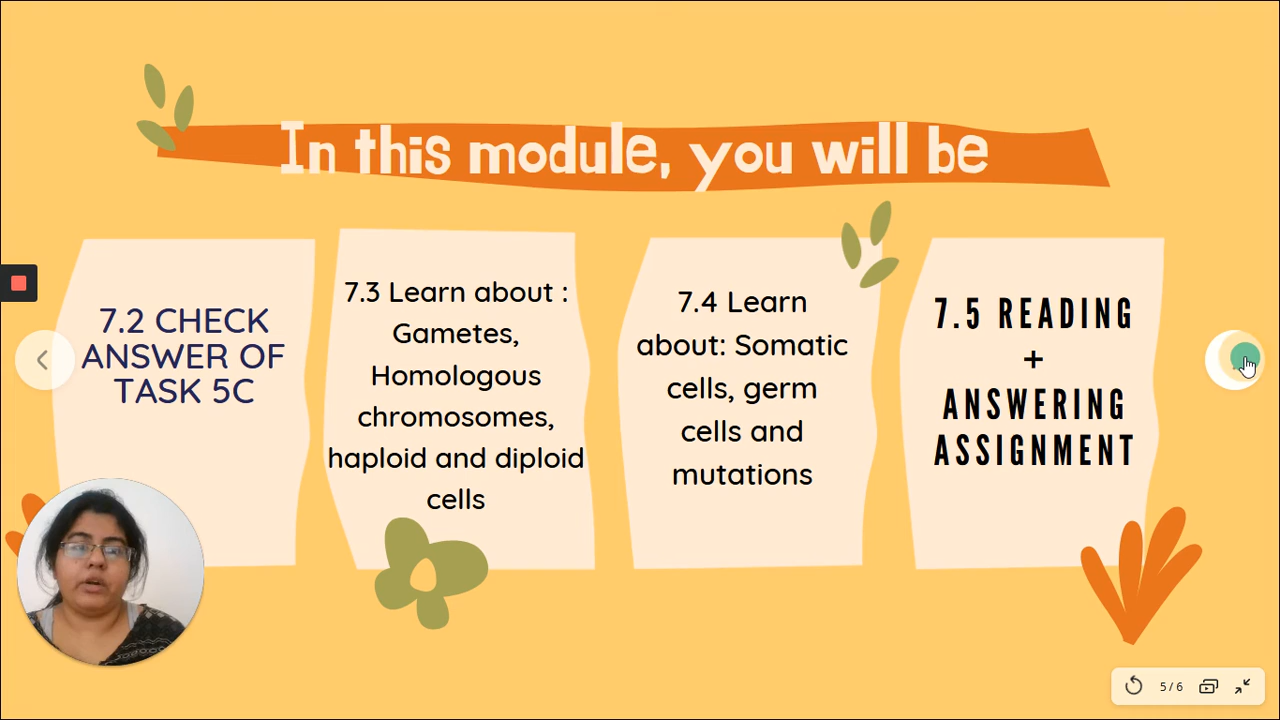 In this module, you will be
7.2 CHECK
ANSWER OF
TASK 5C
7.3 Learn about :
Gametes,
Homologous
chromosomes,
haploid and diploid
cells
7.4 Learn
about: Somatic
cells, germ
cells and
mutations
7.5 READING
+
ANSWERING
ASSIGNMENT
5/6